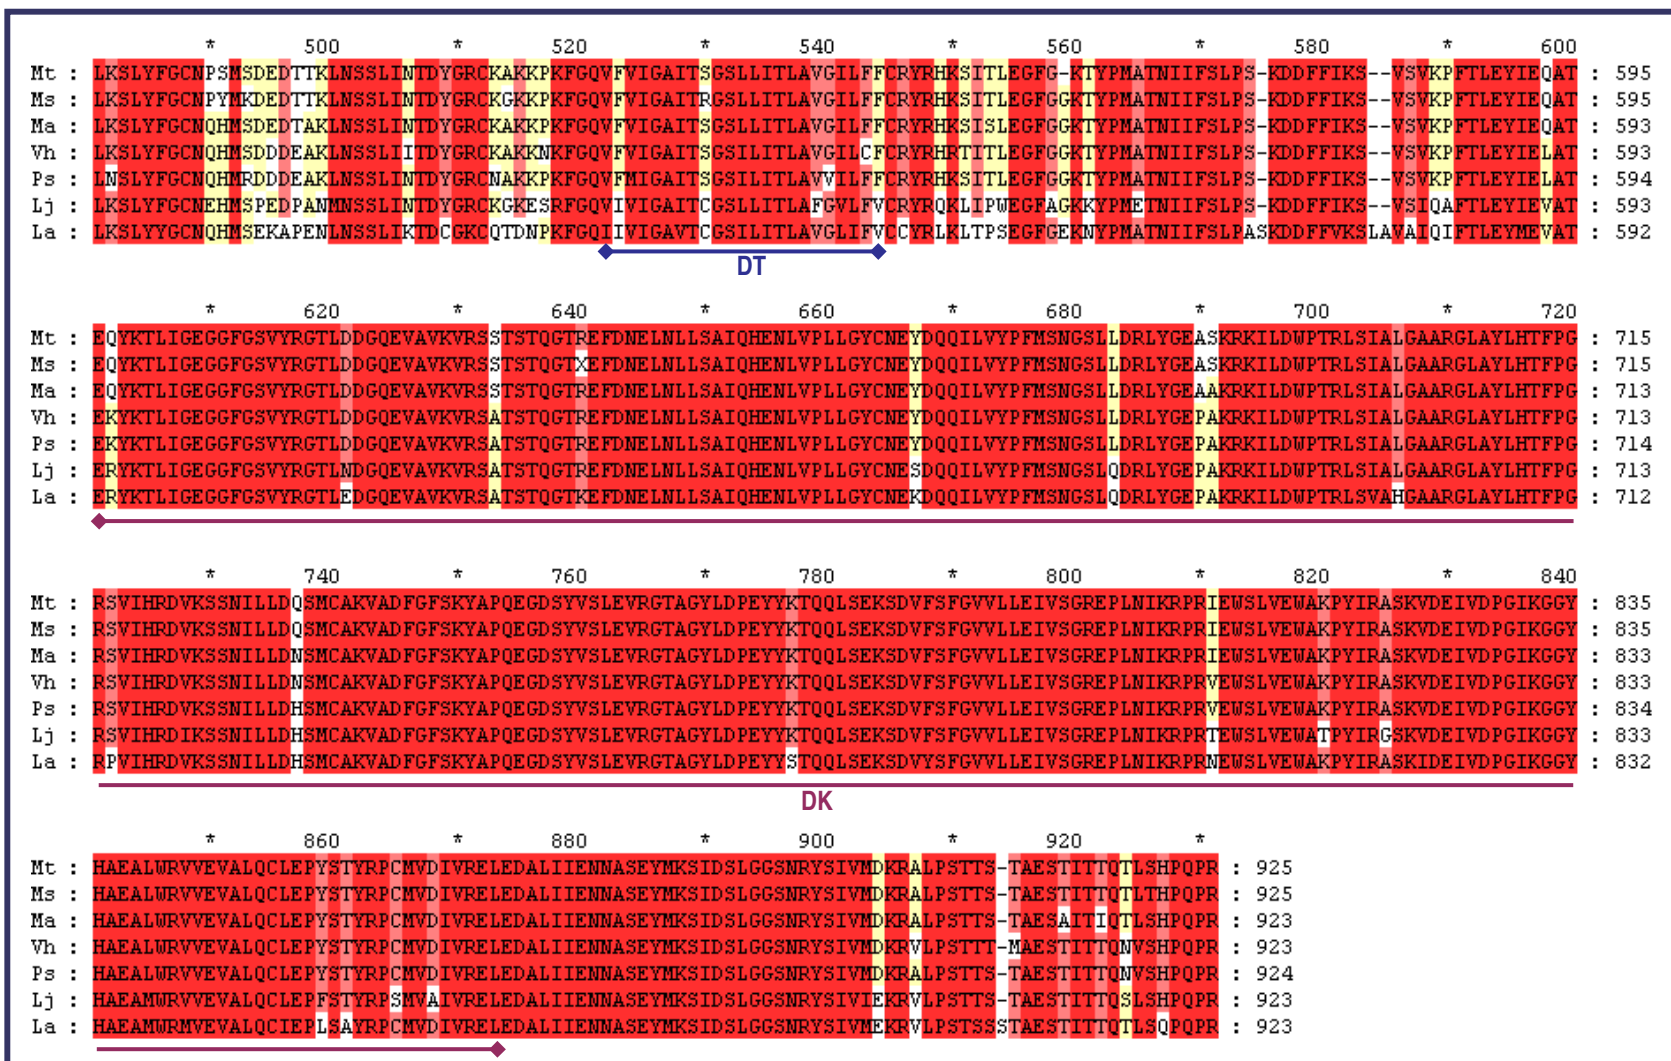 * 500 * 520 * 540 * 560 * 580 * 600
Mt : LKSLYFGCNPSMSDEDTTKLNSSLINTDYGRCKAKKPKFGQVFVIGAITSGSLLITLAVGILFFCRYRHKSITLEGFG-KTYPMATNIIFSLPS-KDDFFIKS--VSVKPFTLEYIEQAT : 595
Ms : LKSLYFGCNPYMKDEDTTKLNSSLINTDYGRCKGKKPKFGQVFVIGAITRGSLLITLAVGILFFCRYRHKSITLEGFGGKTYPMATNIIFSLPS-KDDFFIKS--VSVKPFTLEYIEQAT : 595
Ma : LKSLYFGCNQHMSDEDTAKLNSSLINTDYGRCKAKKPKFGQVFVIGAITSGSLLITLAVGILFFCRYRHKSISLEGFGGKTYPMATNIIFSLPS-KDDFFIKS--VSVKPFTLEYIEQAT : 593
Vh : LKSLYFGCNQHMSDDDEAKLNSSLIITDYGRCKAKKNKFGQVFVIGAITSGSILITLAVGILCFCRYRHRTITLEGFGGKTYPMATNIIFSLPS-KDDFFIKS--VSVKPFTLEYIELAT : 593
Ps : LNSLYFGCNQHMRDDDEAKLNSSLINTDYGRCNAKKPKFGQVFMIGAITSGSILITLAVVILFFCRYRHKSITLEGFGGKTYPMATNIIFSLPS-KDDFFIKS--VSVKPFTLEYIELAT : 594
Lj : LKSLYFGCNEHMSPEDPANMNSSLINTDYGRCKGKESRFGQVIVIGAITCGSILITLAFGVLFVCRYRQKLIPWEGFAGKKYPMETNIIFSLPS-KDDFFIKS--VSIQAFTLEYIEVAT : 593
La : LKSLYYGCNQHMSEKAPENLNSSLIKTDCGKCQTDNPKFGQIIVIGAVTCGSILITLAVGLIFVCCYRLKLTPSEGFGEKNYPMATNIIFSLPASKDDFFVKSLAVAIQIFTLEYMEVAT : 592
DT
* 620 * 640 * 660 * 680 * 700 * 720
Mt : EQYKTLIGEGGFGSVYRGTLDDGQEVAVKVRSSTSTQGTREFDNELNLLSAIQHENLVPLLGYCNEYDQQILVYPFMSNGSLLDRLYGEASKRKILDWPTRLSIALGAARGLAYLHTFPG : 715
Ms : EQYKTLIGEGGFGSVYRGTLDDGQEVAVKVRSSTSTQGTXEFDNELNLLSAIQHENLVPLLGYCNEYDQQILVYPFMSNGSLLDRLYGEASKRKILDWPTRLSIALGAARGLAYLHTFPG : 715
Ma : EQYKTLIGEGGFGSVYRGTLDDGQEVAVKVRSSTSTQGTREFDNELNLLSAIQHENLVPLLGYCNEYDQQILVYPFMSNGSLLDRLYGEAAKRKILDWPTRLSIALGAARGLAYLHTFPG : 713
Vh : EKYKTLIGEGGFGSVYRGTLDDGQEVAVKVRSATSTQGTREFDNELNLLSAIQHENLVPLLGYCNEYDQQILVYPFMSNGSLLDRLYGEPAKRKILDWPTRLSIALGAARGLAYLHTFPG : 713
Ps : EKYKTLIGEGGFGSVYRGTLDDGQEVAVKVRSATSTQGTREFDNELNLLSAIQHENLVPLLGYCNEYDQQILVYPFMSNGSLLDRLYGEPAKRKILDWPTRLSIALGAARGLAYLHTFPG : 714
Lj : ERYKTLIGEGGFGSVYRGTLNDGQEVAVKVRSATSTQGTREFDNELNLLSAIQHENLVPLLGYCNESDQQILVYPFMSNGSLQDRLYGEPAKRKILDWPTRLSIALGAARGLAYLHTFPG : 713
La : ERYKTLIGEGGFGSVYRGTLEDGQEVAVKVRSATSTQGTKEFDNELNLLSAIQHENLVPLLGYCNEKDQQILVYPFMSNGSLQDRLYGEPAKRKILDWPTRLSVAHGAARGLAYLHTFPG : 712
* 740 * 760 * 780 * 800 * 820 * 840
Mt : RSVIHRDVKSSNILLDQSMCAKVADFGFSKYAPQEGDSYVSLEVRGTAGYLDPEYYKTQQLSEKSDVFSFGVVLLEIVSGREPLNIKRPRIEWSLVEWAKPYIRASKVDEIVDPGIKGGY : 835
Ms : RSVIHRDVKSSNILLDQSMCAKVADFGFSKYAPQEGDSYVSLEVRGTAGYLDPEYYKTQQLSEKSDVFSFGVVLLEIVSGREPLNIKRPRIEWSLVEWAKPYIRASKVDEIVDPGIKGGY : 835
Ma : RSVIHRDVKSSNILLDNSMCAKVADFGFSKYAPQEGDSYVSLEVRGTAGYLDPEYYKTQQLSEKSDVFSFGVVLLEIVSGREPLNIKRPRIEWSLVEWAKPYIRASKVDEIVDPGIKGGY : 833
Vh : RSVIHRDVKSSNILLDNSMCAKVADFGFSKYAPQEGDSYVSLEVRGTAGYLDPEYYKTQQLSEKSDVFSFGVVLLEIVSGREPLNIKRPRVEWSLVEWAKPYIRASKVDEIVDPGIKGGY : 833
Ps : RSVIHRDVKSSNILLDHSMCAKVADFGFSKYAPQEGDSYVSLEVRGTAGYLDPEYYKTQQLSEKSDVFSFGVVLLEIVSGREPLNIKRPRVEWSLVEWAKPYIRASKVDEIVDPGIKGGY : 834
Lj : RSVIHRDIKSSNILLDHSMCAKVADFGFSKYAPQEGDSYVSLEVRGTAGYLDPEYYKTQQLSEKSDVFSFGVVLLEIVSGREPLNIKRPRTEWSLVEWATPYIRGSKVDEIVDPGIKGGY : 833
La : RPVIHRDVKSSNILLDHSMCAKVADFGFSKYAPQEGDSYVSLEVRGTAGYLDPEYYSTQQLSEKSDVYSFGVVLLEIVSGREPLNIKRPRNEWSLVEWAKPYIRASKIDEIVDPGIKGGY : 832
DK
* 860 * 880 * 900 * 920 *
Mt : HAEALWRVVEVALQCLEPYSTYRPCMVDIVRELEDALIIENNASEYMKSIDSLGGSNRYSIVMDKRALPSTTS-TAESTITTQTLSHPQPR : 925
Ms : HAEALWRVVEVALQCLEPYSTYRPCMVDIVRELEDALIIENNASEYMKSIDSLGGSNRYSIVMDKRALPSTTS-TAESTITTQTLTHPQPR : 925
Ma : HAEALWRVVEVALQCLEPYSTYRPCMVDIVRELEDALIIENNASEYMKSIDSLGGSNRYSIVMDKRALPSTTS-TAESAITIQTLSHPQPR : 923
Vh : HAEALWRVVEVALQCLEPYSTYRPCMVDIVRELEDALIIENNASEYMKSIDSLGGSNRYSIVMDKRVLPSTTT-MAESTITTQNVSHPQPR : 923
Ps : HAEALWRVVEVALQCLEPYSTYRPCMVDIVRELEDALIIENNASEYMKSIDSLGGSNRYSIVMDKRALPSTTS-TAESTITTQNVSHPQPR : 924
Lj : HAEAMWRVVEVALQCLEPFSTYRPSMVAIVRELEDALIIENNASEYMKSIDSLGGSNRYSIVIEKRVLPSTTS-TAESTITTQSLSHPQPR : 923
La : HAEAMWRMVEVALQCIEPLSAYRPCMVDIVRELEDALIIENNASEYMKSIDSLGGSNRYSIVMEKRVLPSTSSSTAESTITTQTLSQPQPR : 923